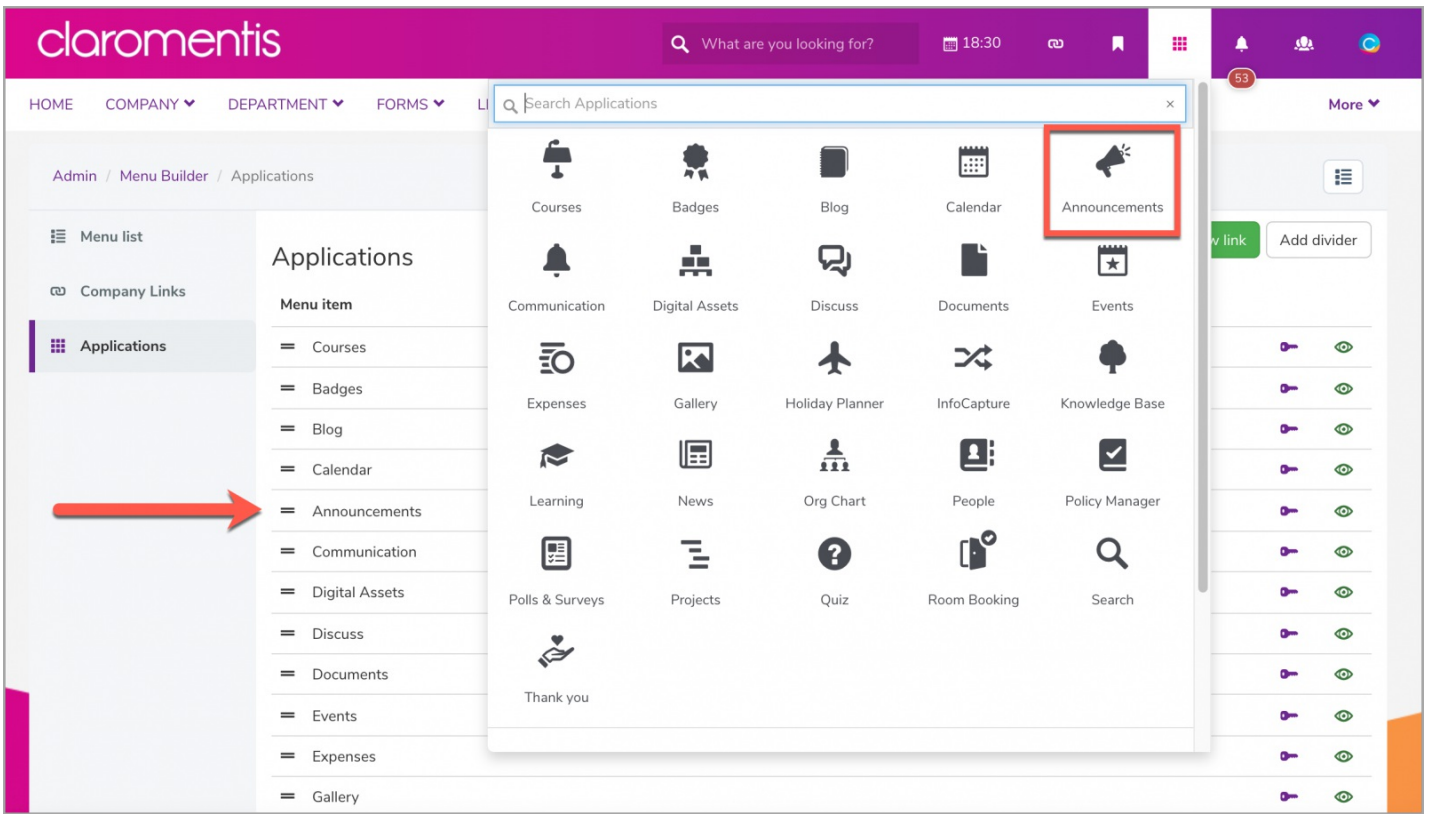 claromentis
What are you looking for?
18:30
53
HOME COMPANY DEPARTMENT FORMS
More
Search Applications
×
Admin / Menu Builder / Applications
Menu list
Company Links
Applications
Applications
link
Add divider
Menu item
Courses
Badges
Blog
Calendar
Announcements
Communication
Digital Assets
Discuss
Documents
Events
Expenses
Gallery
Courses Badges Blog Calendar Announcements
Communication Digital Assets Discuss Documents Events
Expenses Gallery Holiday Planner InfoCapture Knowledge Base
Learning News Org Chart People Policy Manager
Polls & Surveys Projects Quiz Room Booking Search
Thank you